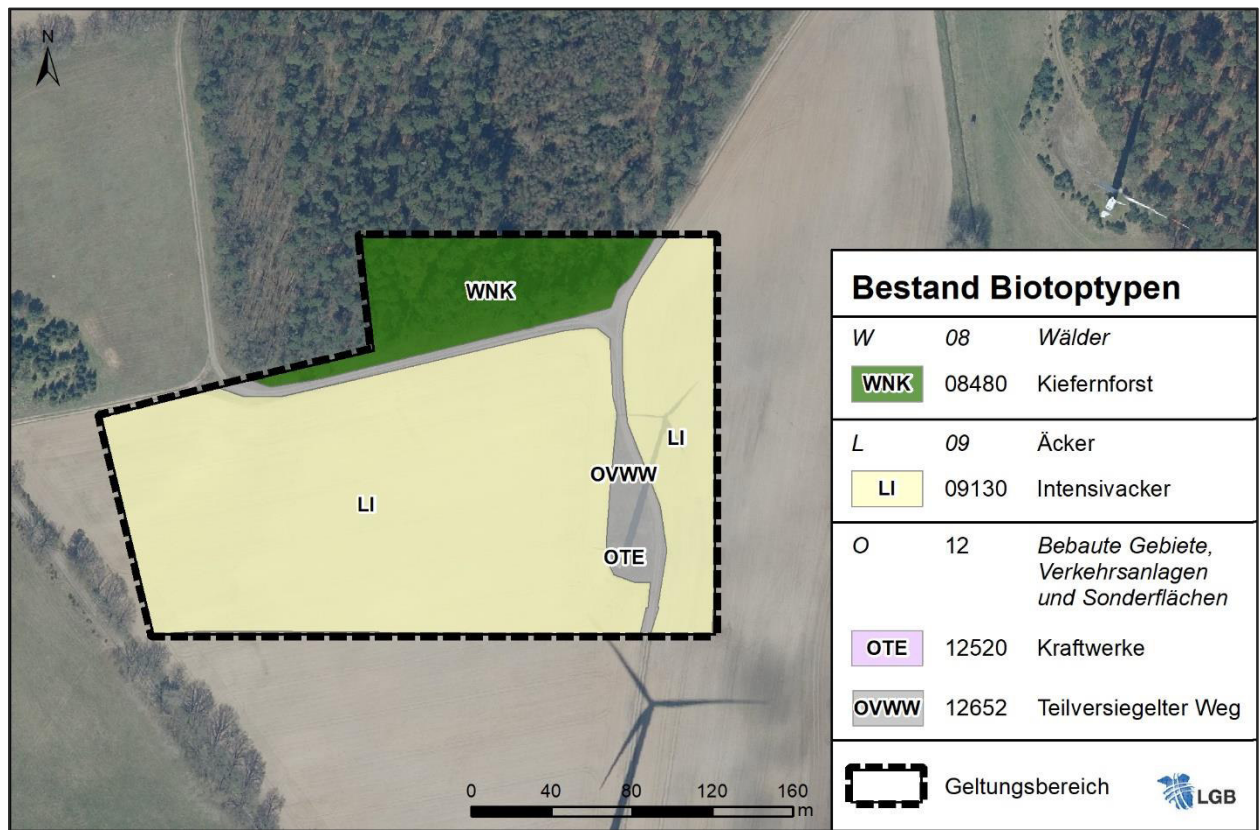 N
WNK
LI
OVWW
LI
OTE
0 40 80 120 160
m
Bestand Biotoptypen
W 08 Wälder
WNK 08480 Kiefernforst
L 09 Äcker
LI 09130 Intensivacker
O 12 Bebaute Gebiete,
Verkehrsanlagen
und Sonderflächen
OTE 12520 Kraftwerke
OVWW 12652 Teilversiegelter Weg
Geltungsbereich
LGB